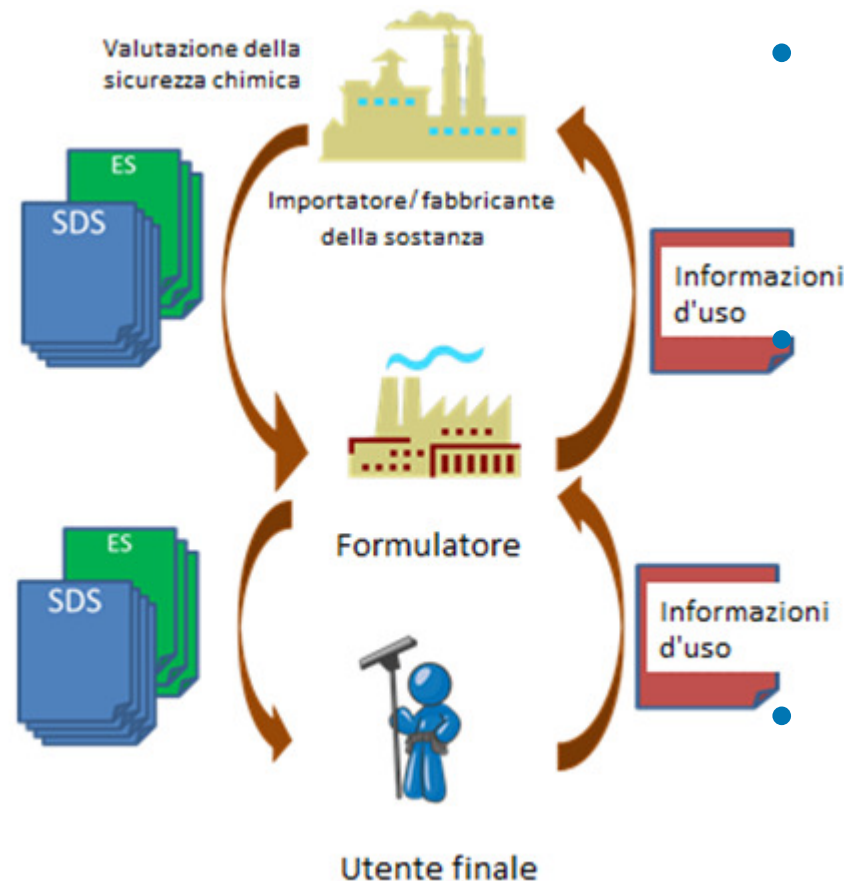 Valutazione della
sicurezza chimica
ES
SDS
Importatore/fabbricante
della sostanza
Informazioni
d'uso
Formulatore
ES
SDS
Informazioni
d'uso
Utente finale